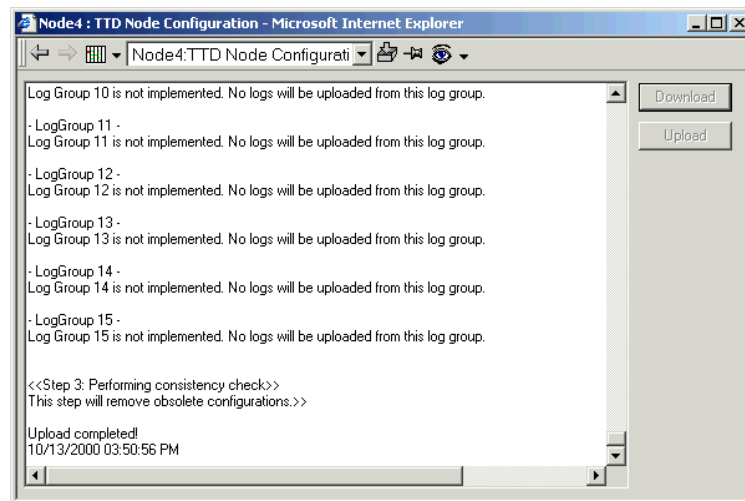 Node4 : TTD Node Configuration - Microsoft Internet Explorer
Node4:TTD Node Configurati
Log Group 10 is not implemented. No logs will be uploaded from this log group.
- LogGroup 11 -
Log Group 11 is not implemented. No logs will be uploaded from this log group.
- LogGroup 12 -
Log Group 12 is not implemented. No logs will be uploaded from this log group.
- LogGroup 13 -
Log Group 13 is not implemented. No logs will be uploaded from this log group.
- LogGroup 14 -
Log Group 14 is not implemented. No logs will be uploaded from this log group.
- LogGroup 15 -
Log Group 15 is not implemented. No logs will be uploaded from this log group.
<<Step 3: Performing consistency check>>
This step will remove obsolete configurations.>>
Upload completed!
10/13/2000 03:50:56 PM
Download
Upload